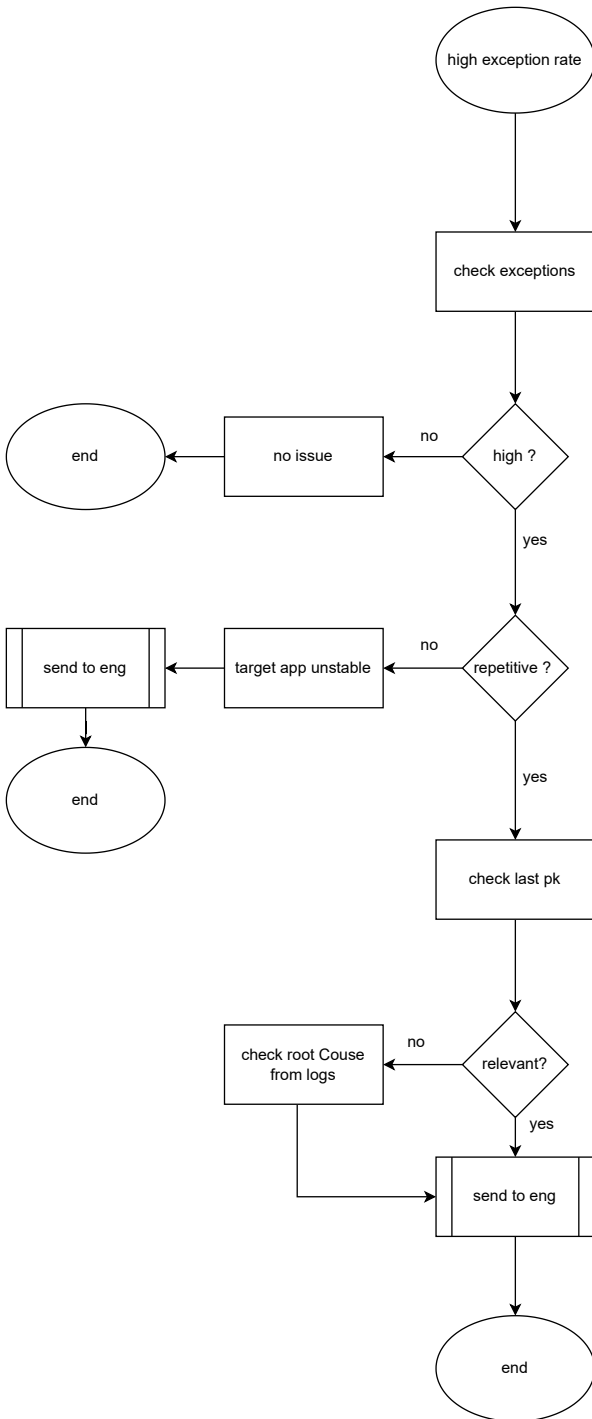 high exception rate
check exceptions
end
no issue
no
high ?
yes
send to eng
target app unstable
no
repetitive ?
end
yes
check last pk
check root Couse
from logs
no
relevant?
yes
send to eng
end